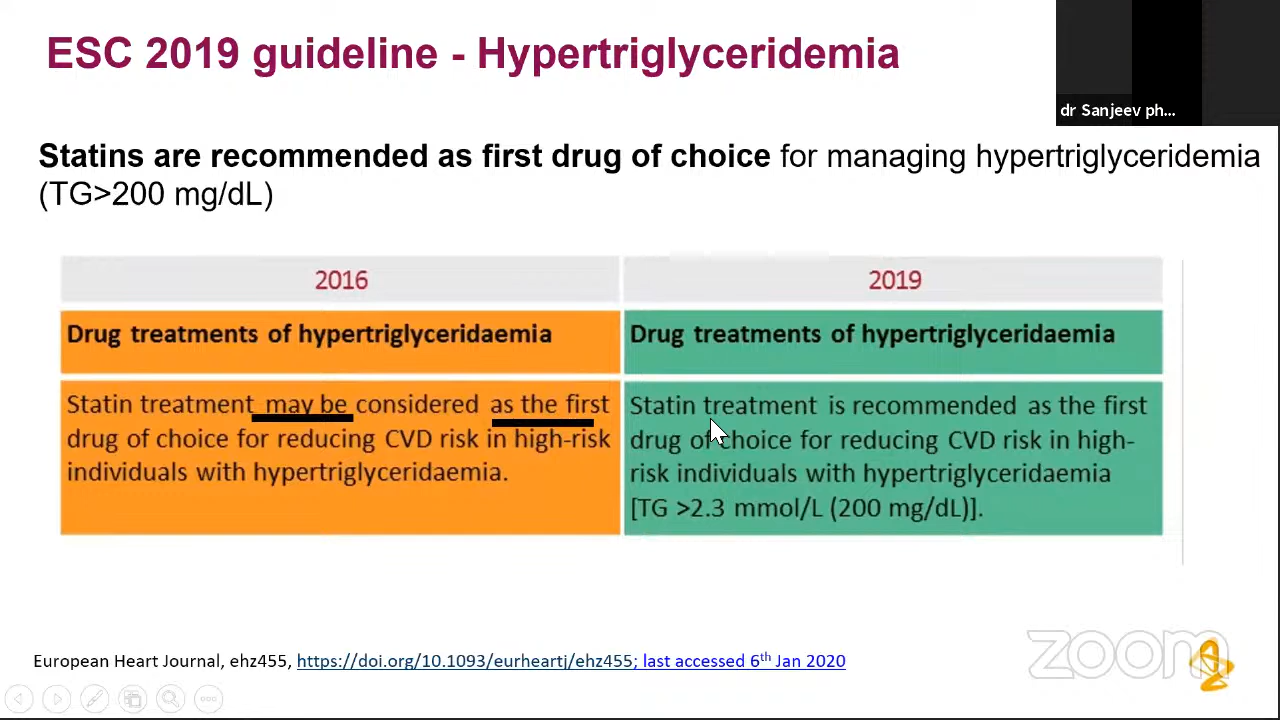 ESC 2019 guideline - Hypertriglyceridemia
dr Sanjeev ph...
Statins are recommended as first drug of choice for managing hypertriglyceridemia
(TG>200 mg/dL)
2016
Drug treatments of hypertriglyceridaemia
Statin treatment may be considered as the first
drug of choice for reducing CVD risk in high-risk
individuals with hypertriglyceridaemia.
2019
Drug treatments of hypertriglyceridaemia
Statin treatment is recommended as the first
drug of choice for reducing CVD risk in high-
risk individuals with hypertriglyceridaemia
[TG >2.3 mmol/L (200 mg/dL)].
European Heart Journal, ehz455, https://doi.org/10.1093/eurheartj/ehz455; last accessed 6th Jan 2020
zoom